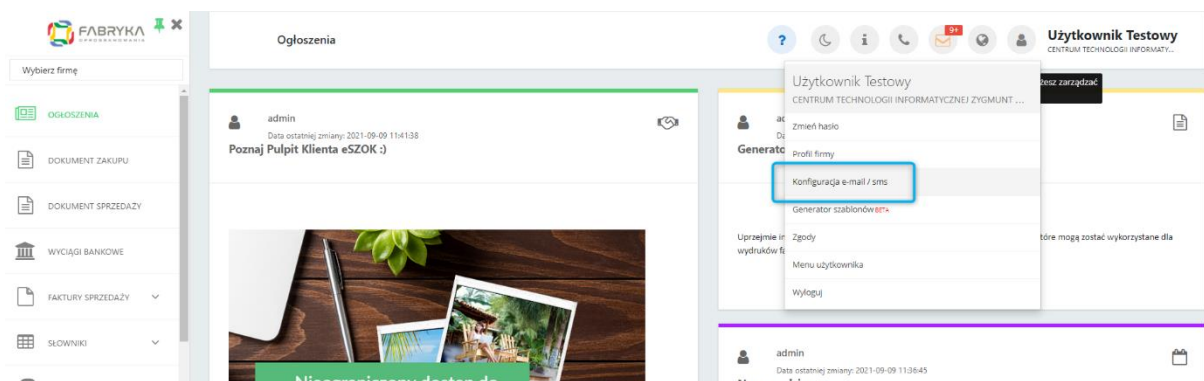 FABRYKA
OPROGRAMOWANIA
Wybierz firmę
OGŁOSZENIA
DOKUMENT ZAKUPU
DOKUMENT SPRZEDAŻY
WYCIĄGI BANKOWE
FAKTURY SPRZEDAŻY
SŁOWNIKI
Ogłoszenia
?
i
9+
Użytkownik Testowy
CENTRUM TECHNOLOGII INFORMATY...
żesz zarządzać
Użytkownik Testowy
CENTRUM TECHNOLOGII INFORMATYCZNEJ ZYGMUNT ...
Zmień hasło
Profil firmy
Konfiguracja e-mail / sms
Generator szablonów BETA
Zgody
Menu użytkownika
Wyloguj
admin
Data ostatniej zmiany: 2021-09-09 11:41:38
Poznaj Pulpit Klienta eSZOK :)
Nieograniczony dostęp do
Generato
Uprzejmie in
tóre mogą zostać wykorzystane dla
wydruków fa
admin
Data ostatniej zmiany: 2021-09-09 11:36:45